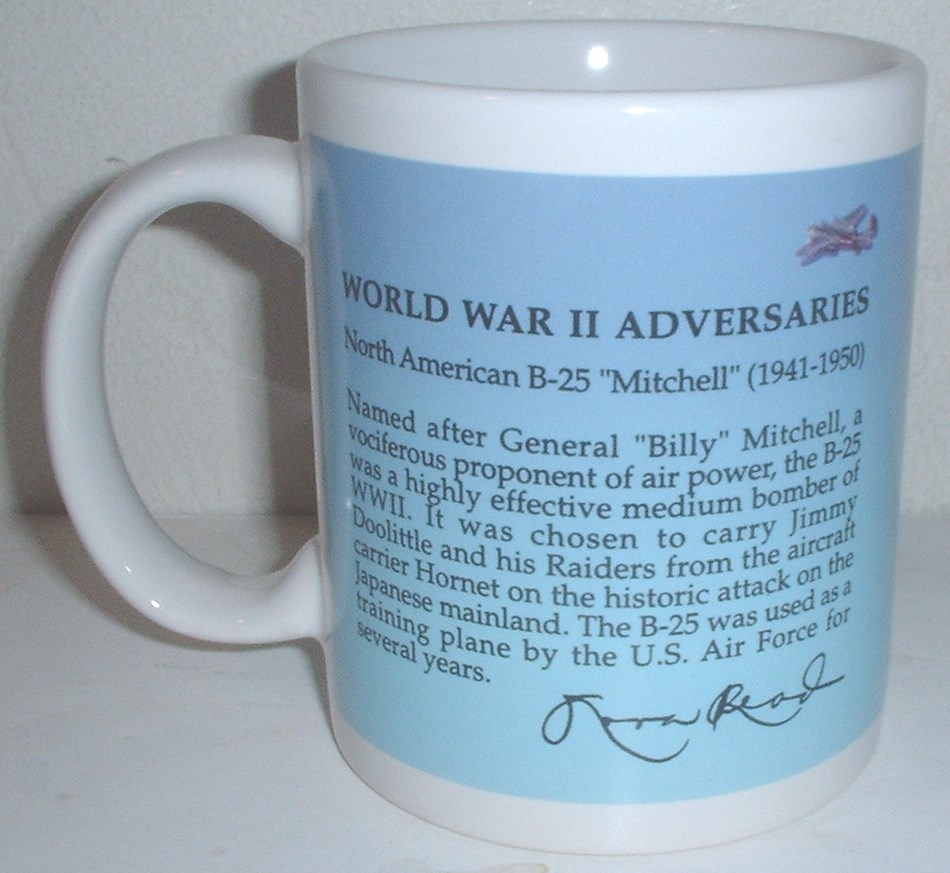 WORLD WAR II ADVERSARIES
North American B-25 "Mitchell" (1941-1950)
Named after General "Billy" Mitchell, a
vociferous proponent of air power, the B-25
was a highly effective medium bomber of
WWII. It was chosen to carry Jimmy
Doolittle and his Raiders from the aircraft
carrier Hornet on the historic attack on the
Japanese mainland. The B-25 was used as a
training plane by the U.S. Air Force for
several years.